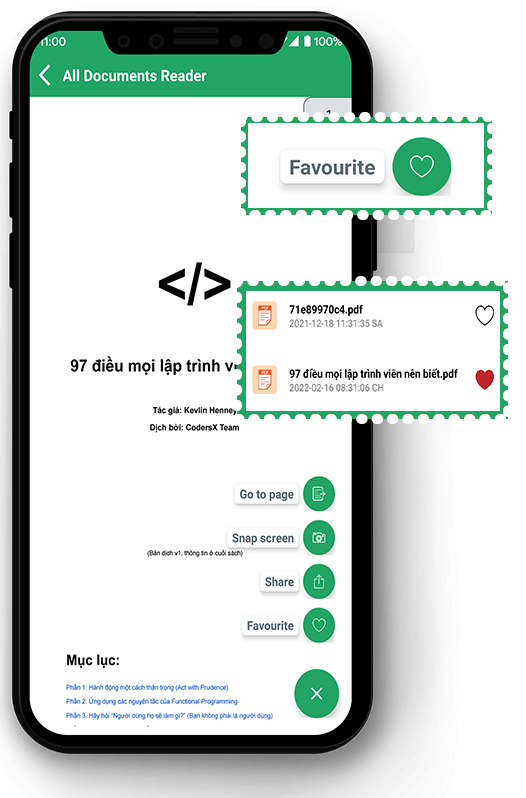 11:00
100%
All Documents Reader
1
Favourite
</>
71e89970c4.pdf
2021-12-18 11:31:35 SA
97 điều mọi lập trình viên nên biết.pdf
2022-02-16 08:31:06 CH
97 điều mọi lập trình
Tác giả: Kevlin Henney
Dịch bởi: CodersX Team
Go to page
Snap screen
(Bản dịch v1, thông tin ở cuối sách)
Share
Favourite
Mục lục:
Phần 1: Hành động một cách thận trọng (Act with Prudence)
Phần 2. Ứng dụng các nguyên tắc của Functional Programming
Phần 3. Hãy hỏi "Người dùng họ sẽ làm gì?" (Bạn không phải là người dùng)